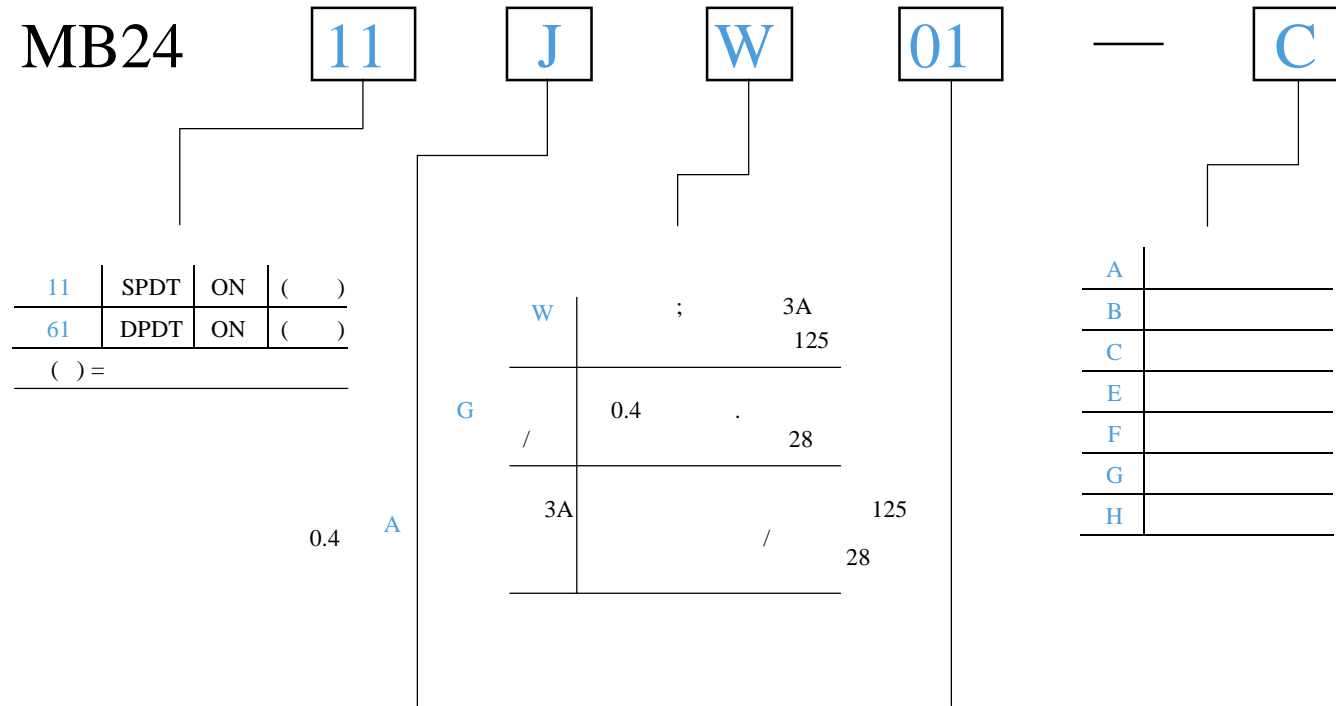 MB24 11 J W 01 — C
11 SPDT ON ( )
61 DPDT ON ( )
( ) =
W ; 3A
125
G 0.4 .
/ 28
3A 125
A
0.4 /
28
A
B
C
E
F
G
H